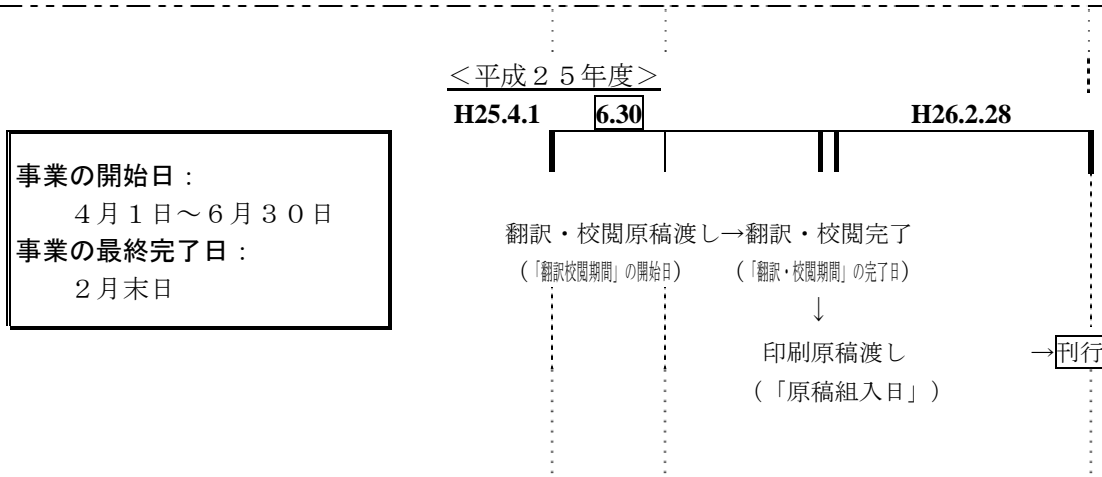 ＜平成２５年度＞
H25.4.1 6.30 H26.2.28
事業の開始日：
４月１日～６月３０日
事業の最終完了日：
２月末日
翻訳・校閲原稿渡し→翻訳・校閲完了
（「翻訳校閲期間」の開始日） （「翻訳・校閲期間」の完了日）
↓
印刷原稿渡し →刊行
（「原稿組入日」）